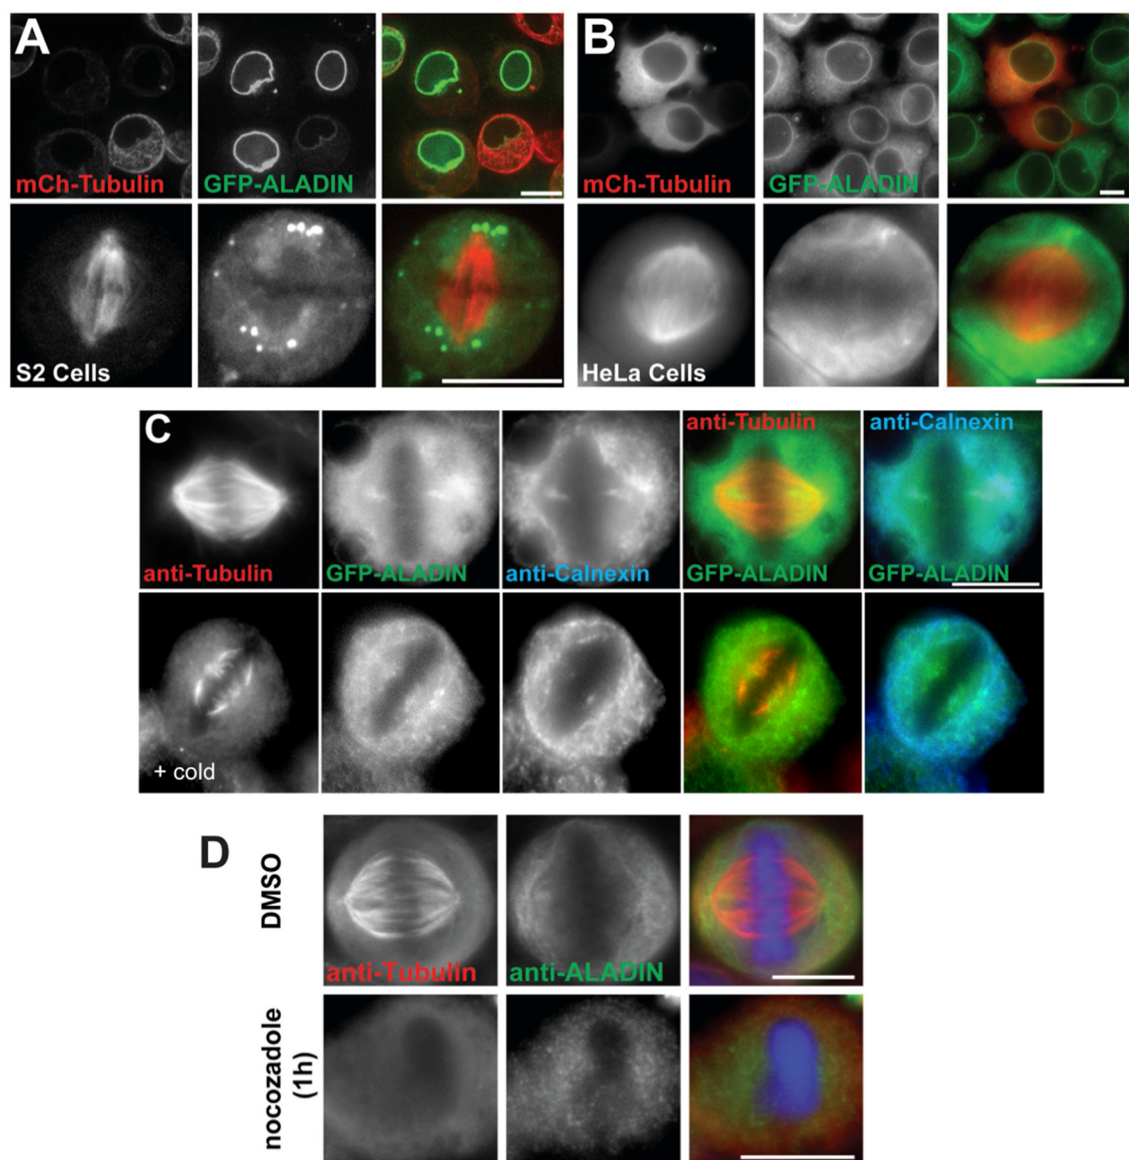 A
mCh-Tubulin
GFP-ALADIN
S2 Cells
B
mCh-Tubulin
GFP-ALADIN
HeLa Cells
C
anti-Tubulin
GFP-ALADIN
anti-Calnexin
anti-Tubulin
GFP-ALADIN
anti-Calnexin
GFP-ALADIN
+ cold
D
DMSO
anti-Tubulin
anti-ALADIN
nocozadole
(1h)